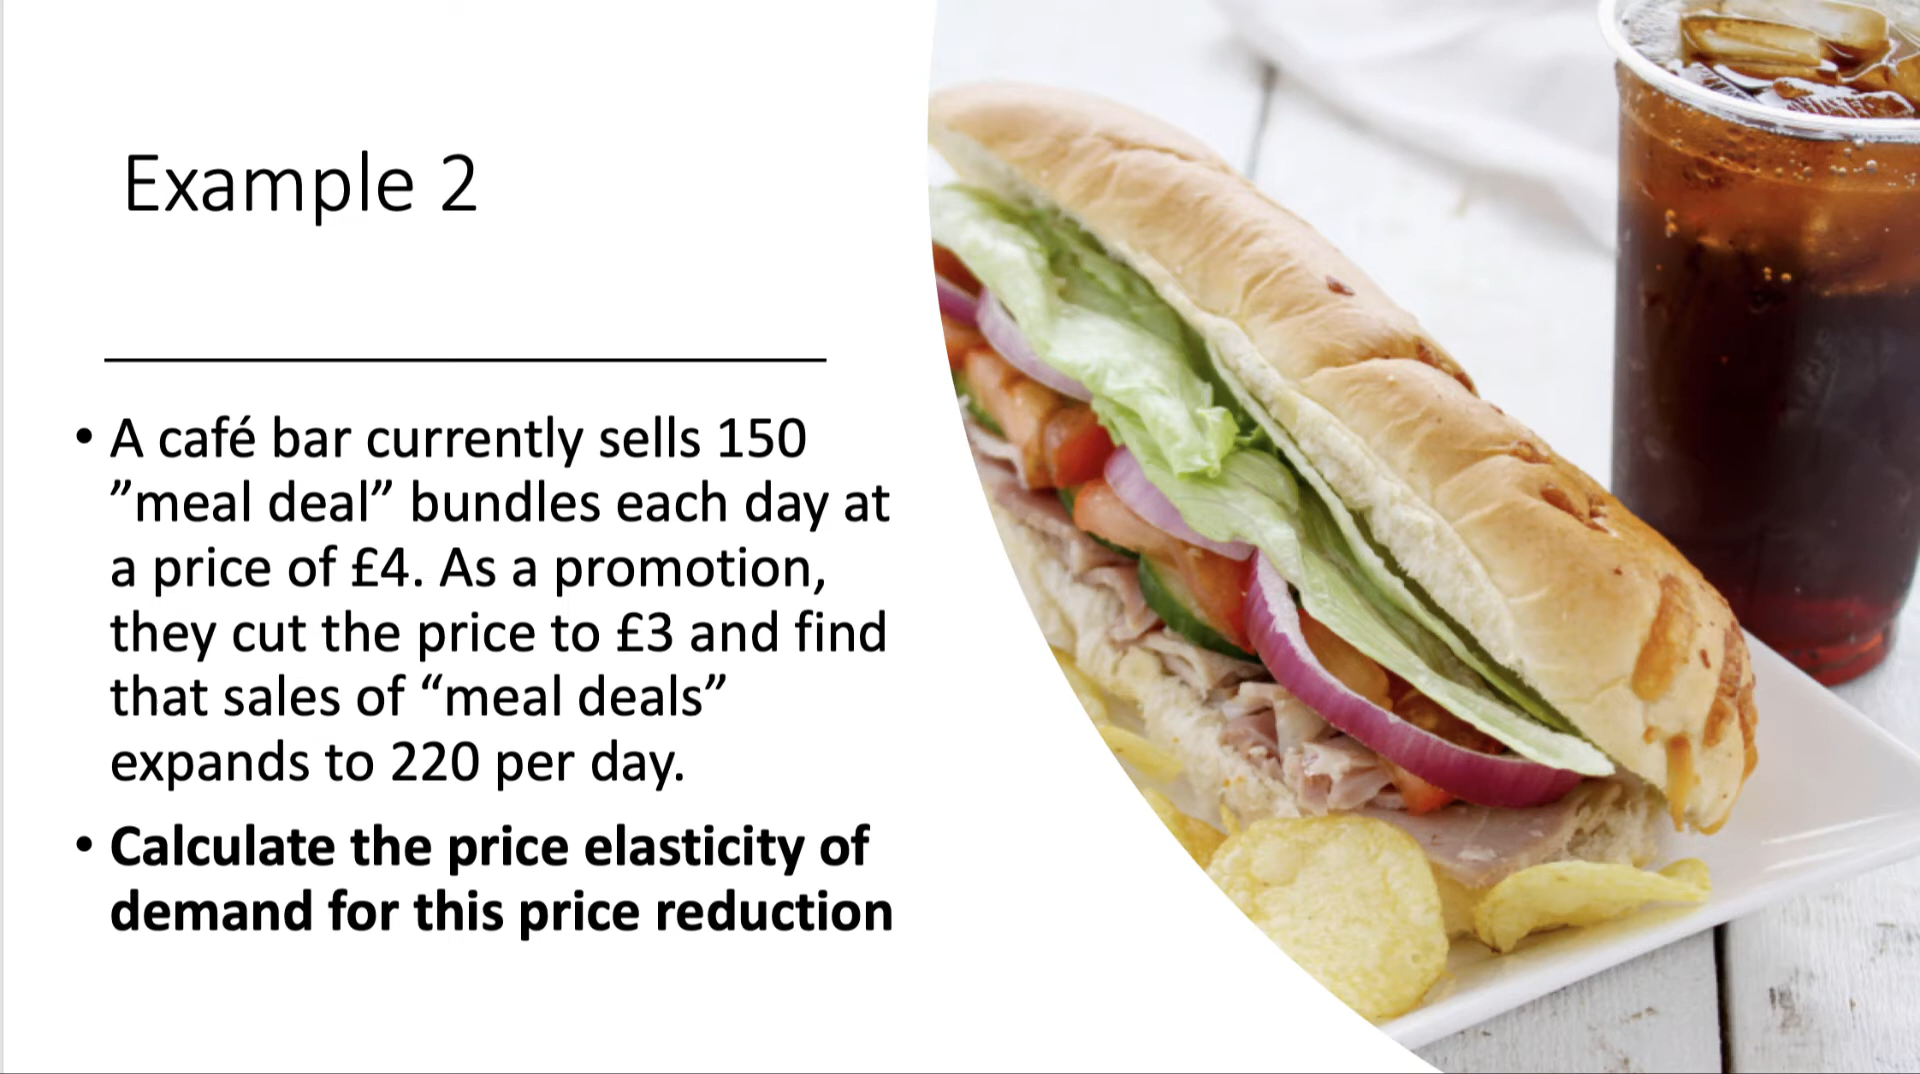 Example 2
• A café bar currently sells 150
”meal deal” bundles each day at
a price of £4. As a promotion,
they cut the price to £3 and find
that sales of “meal deals”
expands to 220 per day.
• Calculate the price elasticity of
demand for this price reduction